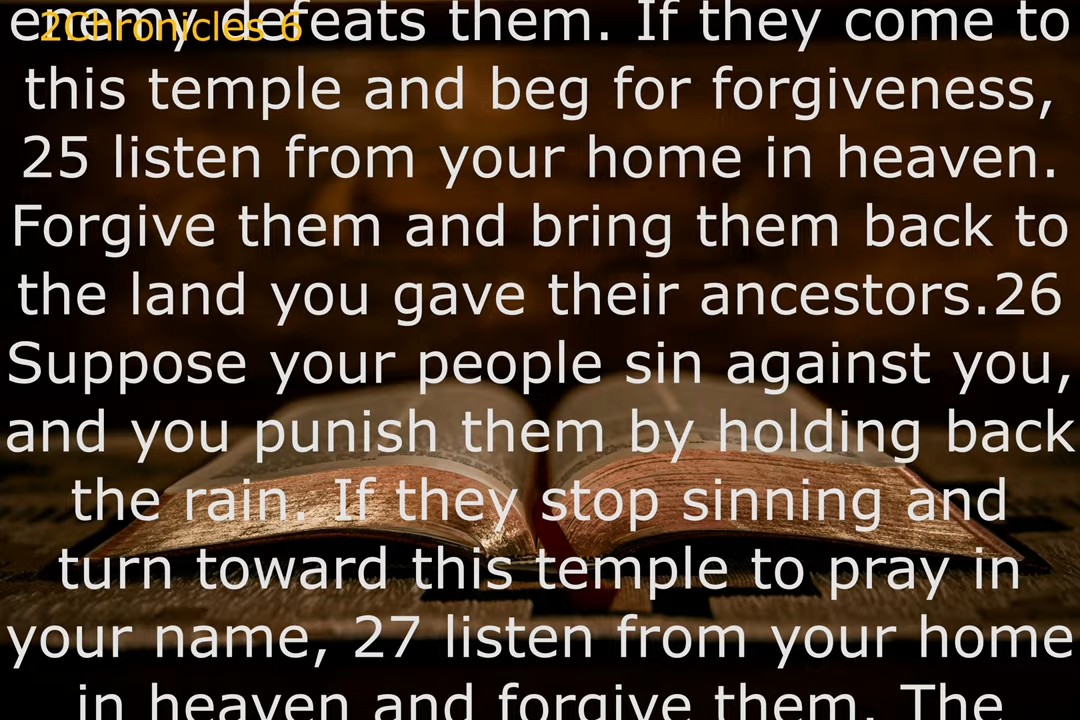 2Chronicles 6
enemy defeats them. If they come to
this temple and beg for forgiveness,
25 listen from your home in heaven.
Forgive them and bring them back to
the land you gave their ancestors.26
Suppose your people sin against you,
and you punish them by holding back
the rain. If they stop sinning and
turn toward this temple to pray in
your name, 27 listen from your home
in heaven and forgive them. The